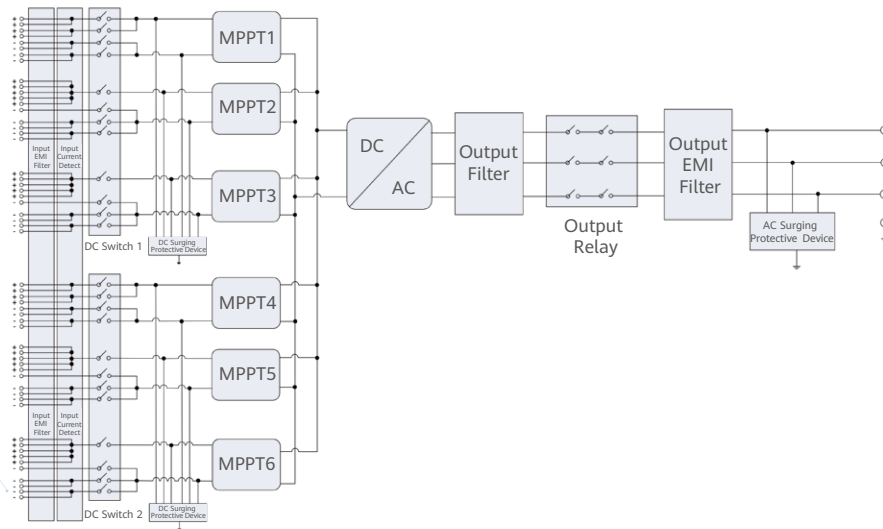 MPPT1
MPPT2
MPPT3
Input
EMI
Filter
Input
Current
Detect
DC Switch 1
DC Surging
Protective Device
DC
AC
Output
Filter
Output
Relay
Output
EMI
Filter
AC Surging
Protective Device
MPPT4
MPPT5
MPPT6
Input
EMI
Filter
Input
Current
Detect
DC Switch 2
DC Surging
Protective Device